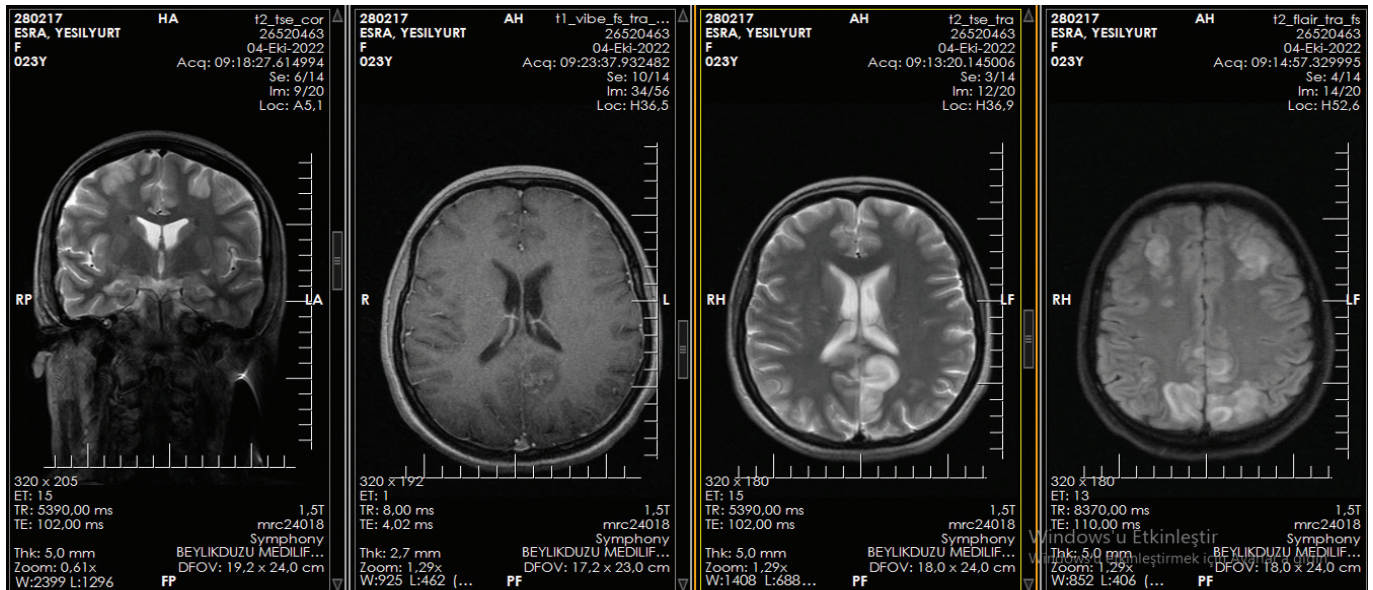 280217 HA t2_tse_cor
ESRA, YESILYURT 26520463
F 04-Eki-2022
023Y Acq: 09:18:27.614994
Se: 6/14
Im: 9/20
Loc: A5,1
RP LA
320 x 205
ET: 15
TR: 5390,00 ms 1,5T
TE: 102,00 ms mrc24018
Symphony
Thk: 5,0 mm BEYLIKDUZU MEDILIF...
Zoom: 0,61x DFOV: 19,2 x 24,0 cm
W:2399 L:1296 FP
280217 AH t1_vibe_fs_tra_...
ESRA, YESILYURT 26520463
F 04-Eki-2022
023Y Acq: 09:23:37.932482
Se: 10/14
Im: 34/56
Loc: H36,5
R L
320 x 192
ET: 1
TR: 8,00 ms 1,5T
TE: 4,02 ms mrc24018
Symphony
Thk: 2,7 mm BEYLIKDUZU MEDILIF...
Zoom: 1,29x DFOV: 17,2 x 23,0 cm
W:925 L:462 (... PF
280217 AH t2_tse_tra
ESRA, YESILYURT 26520463
F 04-Eki-2022
023Y Acq: 09:13:20.145006
Se: 3/14
Im: 12/20
Loc: H36,9
RH LF
320 x 180
ET: 15
TR: 5390,00 ms 1,5T
TE: 102,00 ms mrc24018
Symphony
Thk: 5,0 mm BEYLIKDUZU MEDILIF...
Zoom: 1,29x DFOV: 18,0 x 24,0 cm
W:1408 L:688... PF
280217 AH t2_flair_tra_fs
ESRA, YESILYURT 26520463
F 04-Eki-2022
023Y Acq: 09:14:57.329995
Se: 4/14
Im: 14/20
Loc: H52,6
RH LF
320 x 180
ET: 13
TR: 8370,00 ms 1,5T
TE: 110,00 ms mrc24018
Symphony
Windows'u Etkinleştir
Thk: 5,0 mm BEYLIKDUZU MEDILIF...
Windows'u etkinleştirmek için Ayarlar'a gidin.
Zoom: 1,29x DFOV: 18,0 x 24,0 cm
W:852 L:406 (... PF